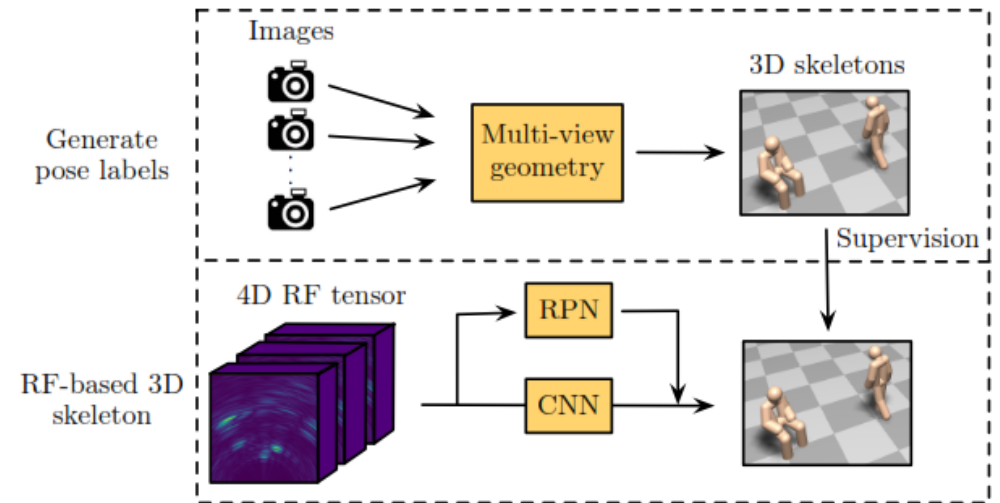 Images
3D skeletons
Generate
pose labels
Multi-view
geometry
Supervision
4D RF tensor
RPN
RF-based 3D
skeleton
CNN